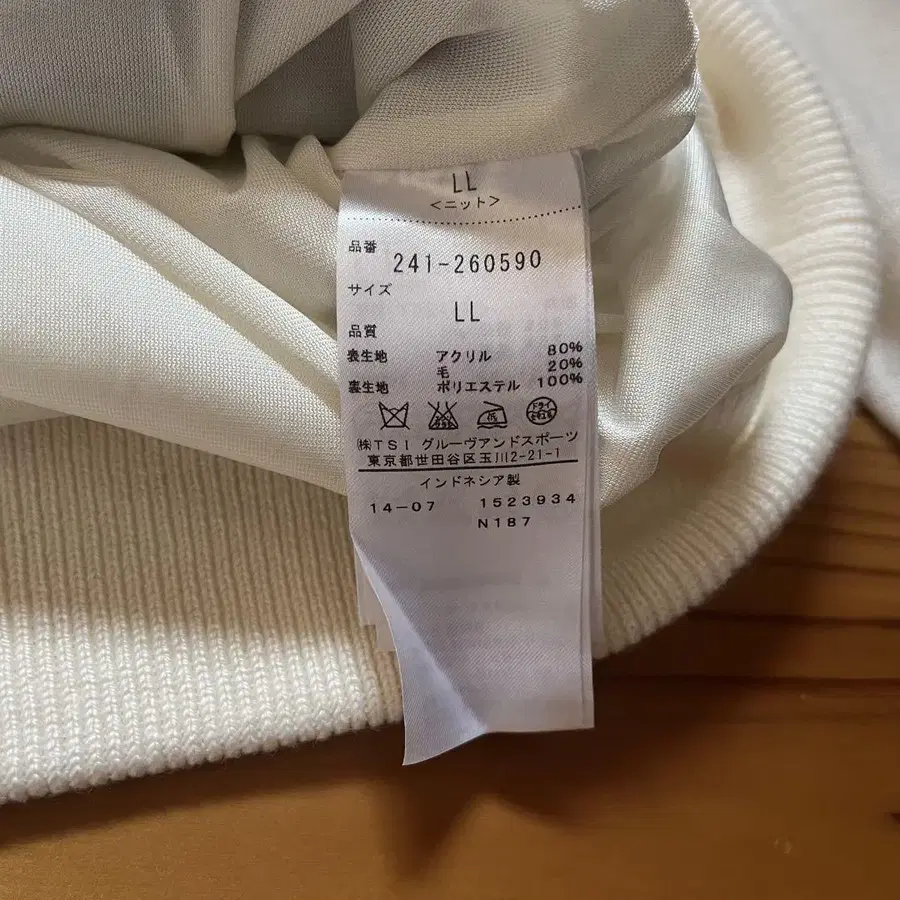 LL
<ニット>
品番
241-260590
サイズ
LL
品質
表生地 アクリル 80%
毛 20%
裏生地 ポリエステル 100%
㈱TSI グルーヴアンドスポーツ
東京都世田谷区玉川2-21-1
インドネシア製
14-07 1523934
N187